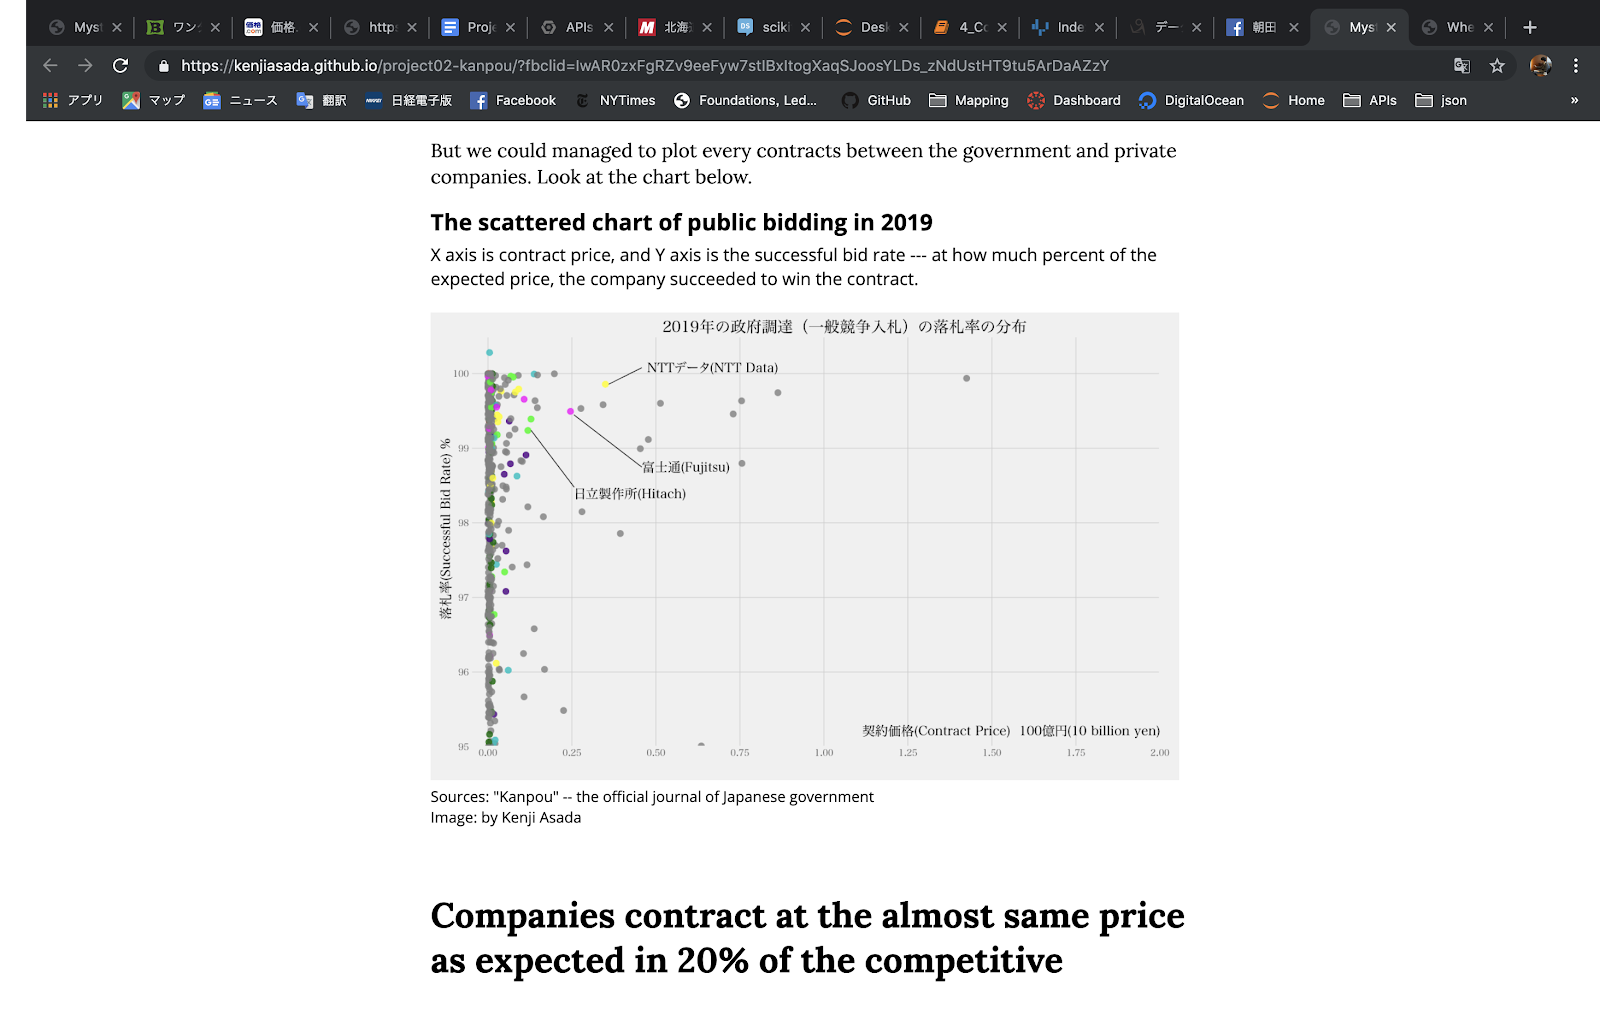 Mys
ワン
価格.
http
Proj
APIs
北海
scik
Desk
4_Co
Inde
デー
朝田
Mys
Whe
https://kenjiasada.github.io/project02-kanpou/?fbclid=IwAR0zxFgRZv9eeFyw7stIBxItogXaqSJoosYLDs_zNdUstHT9tu5ArDaAZzY
アプリ マップ ニュース 翻訳 日経電子版 Facebook NYTimes Foundations, Led... GitHub Mapping Dashboard DigitalOcean Home APIs json »
But we could managed to plot every contracts between the government and private
companies. Look at the chart below.
The scattered chart of public bidding in 2019
X axis is contract price, and Y axis is the successful bid rate --- at how much percent of the
expected price, the company succeeded to win the contract.
2019年の政府調達（一般競争入札）の落札率の分布
NTTデータ(NTT Data)
富士通(Fujitsu)
日立製作所(Hitach)
落札率(Successful Bid Rate) %
100
99
98
97
96
95
契約価格(Contract Price) 100億円(10 billion yen)
0.00 0.25 0.50 0.75 1.00 1.25 1.50 1.75 2.00
Sources: "Kanpou" -- the official journal of Japanese government
Image: by Kenji Asada
Companies contract at the almost same price
as expected in 20% of the competitive